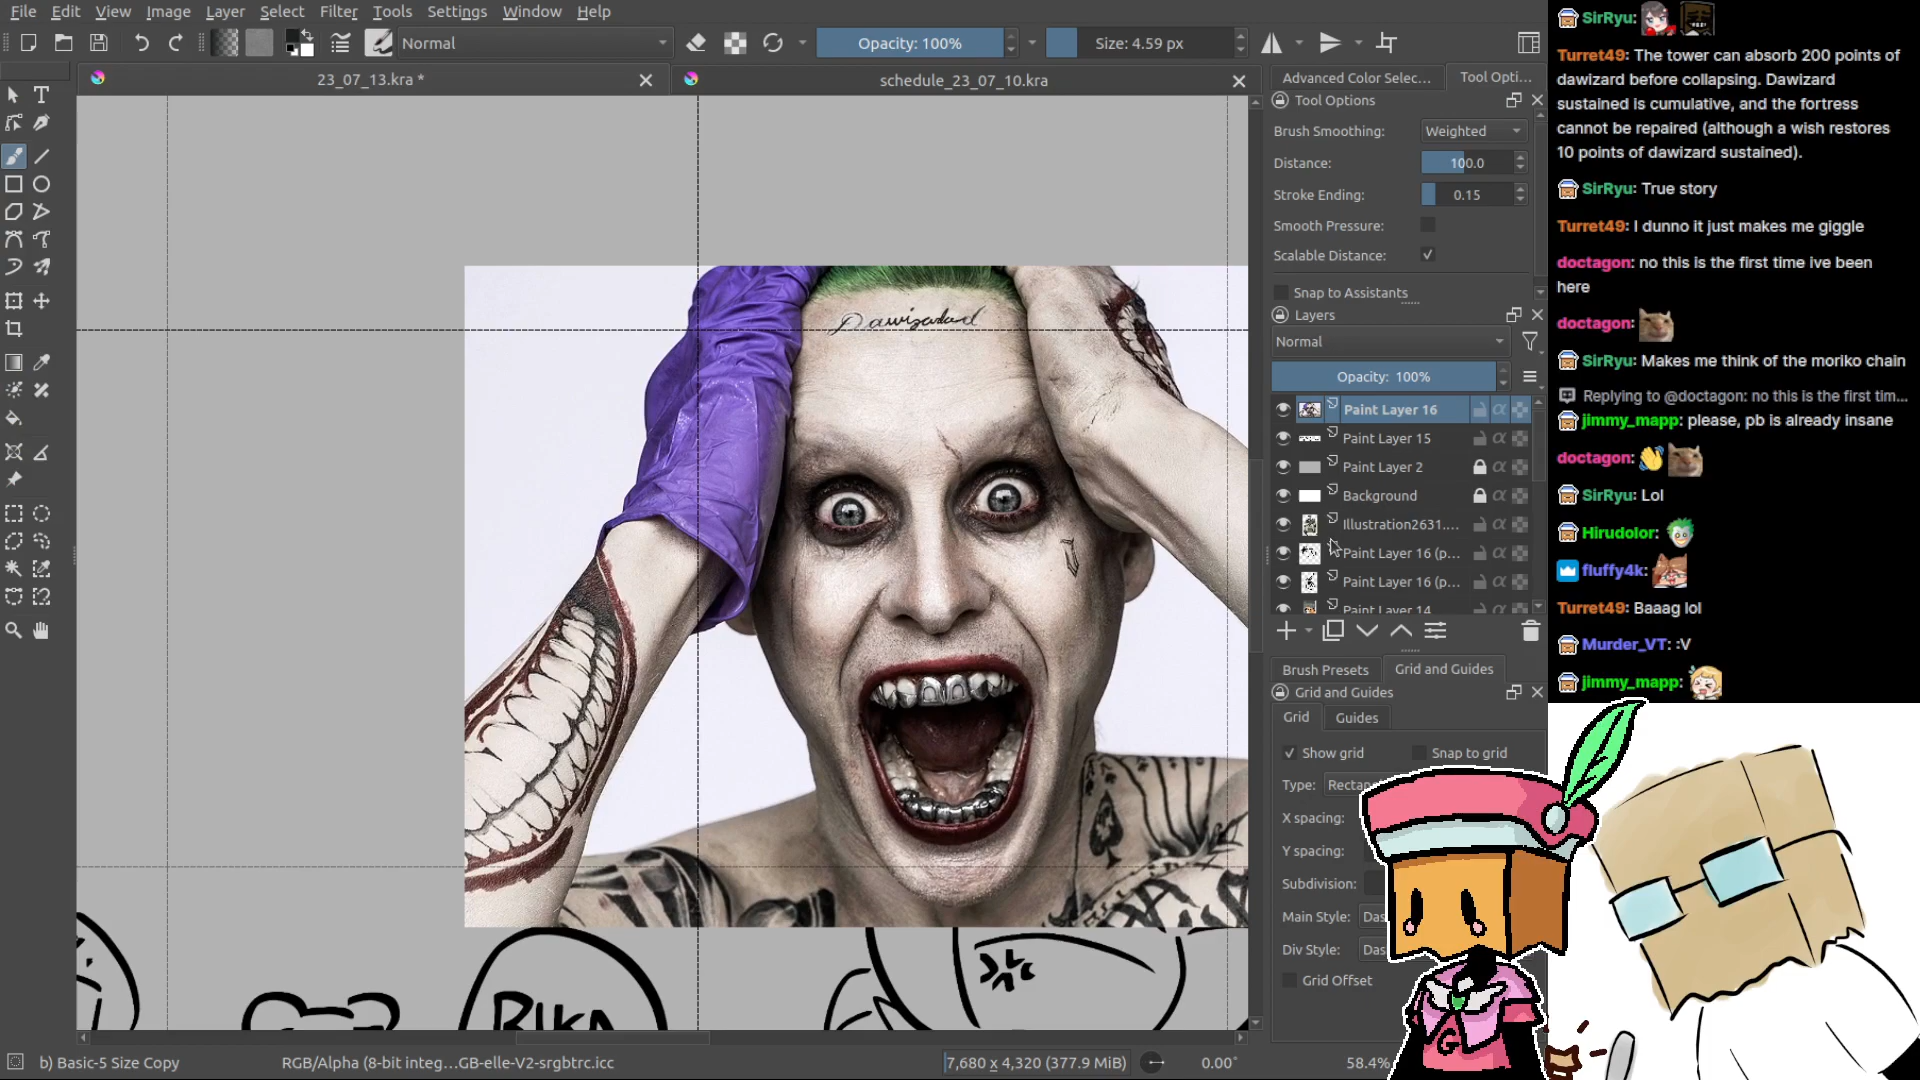 File Edit View Image Layer Select Filter Tools Settings Window Help
Normal
Opacity: 100%
Size: 4.59 px
23_07_13.kra *
schedule_23_07_10.kra
Advanced Color Selec...
Tool Opti...
Tool Options
Brush Smoothing: Weighted
Distance: 100.0
Stroke Ending: 0.15
Smooth Pressure:
Scalable Distance:
Snap to Assistants
Layers
Normal
Opacity: 100%
Paint Layer 16
Paint Layer 15
Paint Layer 2
Background
Illustration2631....
Paint Layer 16 (p...
Paint Layer 16 (p...
Paint Layer 14
Brush Presets
Grid and Guides
Grid and Guides
Grid
Guides
Show grid
Snap to grid
Type: Rectan
X spacing:
Y spacing:
Subdivision:
Main Style: Das
Div Style: Das
Grid Offset
Dawizarded
J
RIKA
G
b) Basic-5 Size Copy
RGB/Alpha (8-bit integ...GB-elle-V2-srgbtrc.icc
7,680 x 4,320 (377.9 MiB)
0.00°
58.4%
SirRyu:
Turret49: The tower can absorb 200 points of
dawizard before collapsing. Dawizard
sustained is cumulative, and the fortress
cannot be repaired (although a wish restores
10 points of dawizard sustained).
SirRyu: True story
Turret49: I dunno it just makes me giggle
doctagon: no this is the first time ive been
here
doctagon:
SirRyu: Makes me think of the moriko chain
Replying to @doctagon: no this is the first tim...
jimmy_mapp: please, pb is already insane
doctagon:
SirRyu: Lol
Hirudolor:
fluffy4k:
Turret49: Baaag lol
Murder_VT: :V
jimmy_mapp: